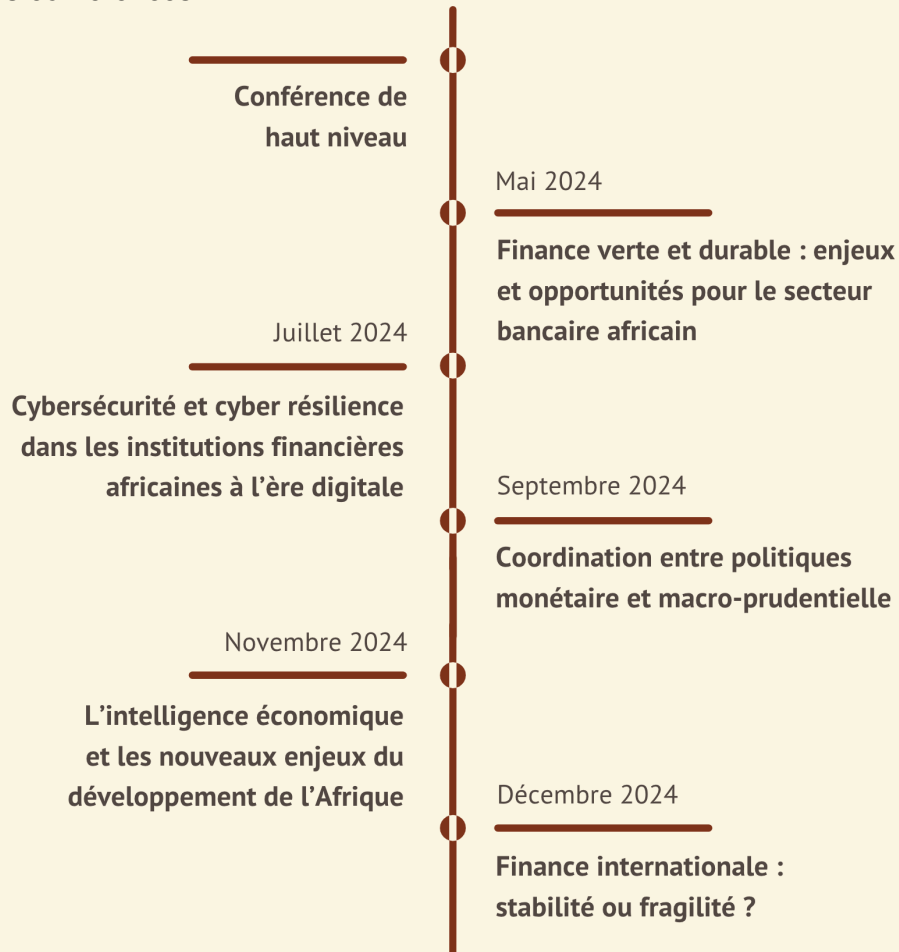 Conférence de
haut niveau
Mai 2024
Finance verte et durable : enjeux
et opportunités pour le secteur
bancaire africain
Juillet 2024
Cybersécurité et cyber résilience
dans les institutions financières
africaines à l’ère digitale
Septembre 2024
Coordination entre politiques
monétaire et macro-prudentielle
Novembre 2024
L’intelligence économique
et les nouveaux enjeux du
développement de l’Afrique
Décembre 2024
Finance internationale :
stabilité ou fragilité ?